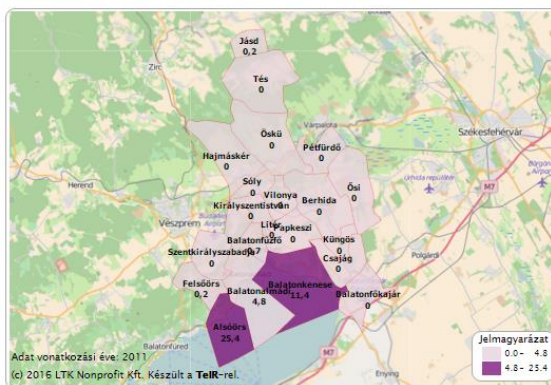 Jásd
0,2
Zirc
Tés
0
Öskü
0
Várpalota
Pétfürdő
0
Székesfehérvár
Hajmáskér
0
Herend
Sóly
0
Vilonya
Ősi
0
Berhida
0
Királyszentistván
0
Veszprém
Litér
Papkeszi
0
M7
Balatonfűzfő
0,7
Küngös
0
Szentkirályszabadja
0
Csajág
0
Polgárdi
Felsőörs
0,2
Balatonalmádi
4,8
Balatonkenese
11,4
Balatonfőkajár
0
Alsóörs
25,4
Balatonfüred
M7
Enying
Jelmagyarázat
0.0 - 4.8
4.8 - 25.4
Adat vonatkozási éve: 2011
(c) 2016 LTK Nonprofit Kft. Készült a TeIR-rel.